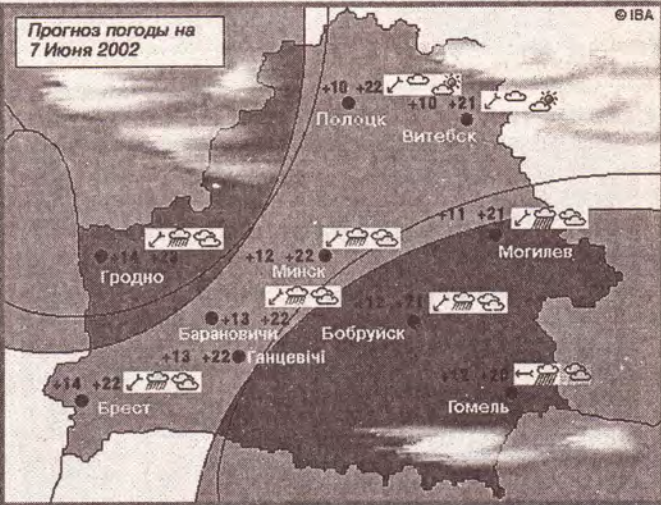 Прогноз погоды на
7 Июня 2002
© IBA
+10 +22
Полоцк
+10 +21
Витебск
+11 +21
Могилев
+14
Гродно
+12 +22
Минск
+13 +22
Барановичи
Бобруйск
+13 +22 Ганцевічі
+14 +22
Брест
Гомель